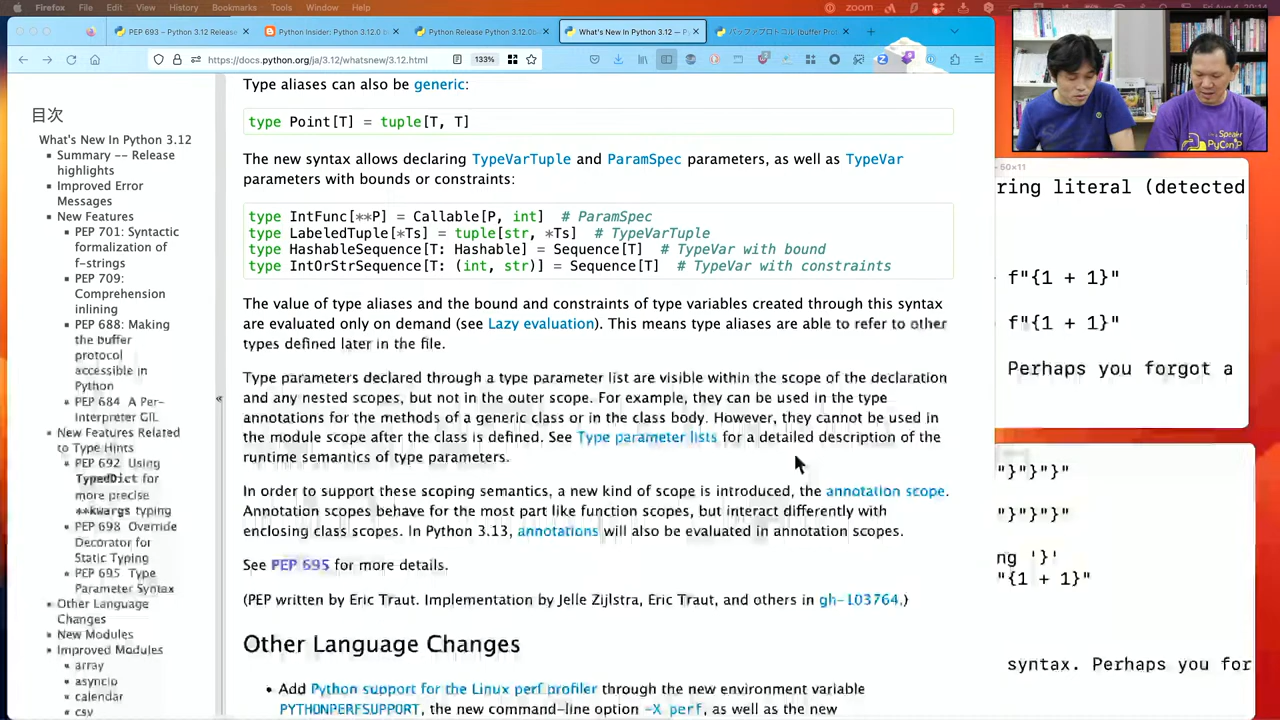 Firefox File Edit View History Bookmarks Tools Window Help
zoom
Fri Aug 4
PEP 693 – Python 3.12 Release
Python Insider: Python 3.12.0 b
Python Release Python 3.12.0b
What's New In Python 3.12 — P
バッファプロトコル (buffer Pro
https://docs.python.org/ja/3.12/whatsnew/3.12.html
133%
目次
What's New In Python 3.12
Summary -- Release
highlights
Improved Error
Messages
New Features
PEP 701: Syntactic
formalization of
f-strings
PEP 709:
Comprehension
inlining
PEP 688: Making
the buffer
protocol
accessible in
Python
PEP 684: A Per-
Interpreter GIL
New Features Related
to Type Hints
PEP 692: Using
TypedDict for
more precise
**kwargs typing
PEP 698: Override
Decorator for
Static Typing
PEP 695: Type
Parameter Syntax
Other Language
Changes
New Modules
Improved Modules
array
asyncio
calendar
csv
Type aliases can also be generic:
type Point[T] = tuple[T, T]
The new syntax allows declaring TypeVarTuple and ParamSpec parameters, as well as TypeVar
parameters with bounds or constraints:
type IntFunc[**P] = Callable[P, int]  # ParamSpec
type LabeledTuple[*Ts] = tuple[str, *Ts]  # TypeVarTuple
type HashableSequence[T: Hashable] = Sequence[T]  # TypeVar with bound
type IntOrStrSequence[T: (int, str)] = Sequence[T]  # TypeVar with constraints
The value of type aliases and the bound and constraints of type variables created through this syntax
are evaluated only on demand (see Lazy evaluation). This means type aliases are able to refer to other
types defined later in the file.
Type parameters declared through a type parameter list are visible within the scope of the declaration
and any nested scopes, but not in the outer scope. For example, they can be used in the type
annotations for the methods of a generic class or in the class body. However, they cannot be used in
the module scope after the class is defined. See Type parameter lists for a detailed description of the
runtime semantics of type parameters.
In order to support these scoping semantics, a new kind of scope is introduced, the annotation scope.
Annotation scopes behave for the most part like function scopes, but interact differently with
enclosing class scopes. In Python 3.13, annotations will also be evaluated in annotation scopes.
See PEP 695 for more details.
(PEP written by Eric Traut. Implementation by Jelle Zijlstra, Eric Traut, and others in gh-103764.)
Other Language Changes
• Add Python support for the Linux perf profiler through the new environment variable
PYTHONPERFSUPPORT, the new command-line option -X perf, as well as the new
60×11
ring literal (detected
f"{1 + 1}"
f"{1 + 1}"
Perhaps you forgot a
"}"}"}"
"}"}"}"
ng '}'
"{1 + 1}"
syntax. Perhaps you for
Speaker
PyCon